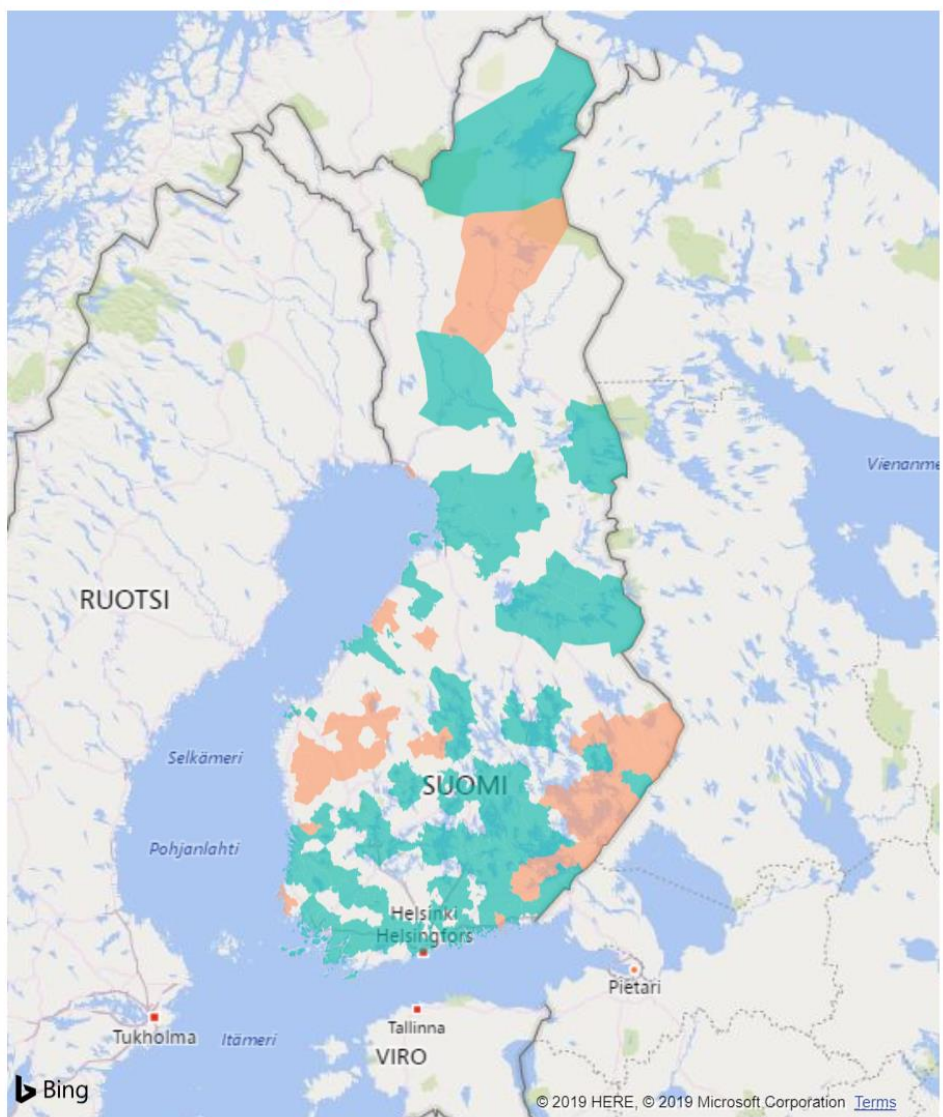 Vienanme
RUOTSI
Selkämeri
SUOMI
Pohjanlahti
Helsinki
Helsingfors
Pietari
Tukholma
Itämeri
Tallinna
VIRO
Bing
© 2019 HERE, © 2019 Microsoft Corporation Terms